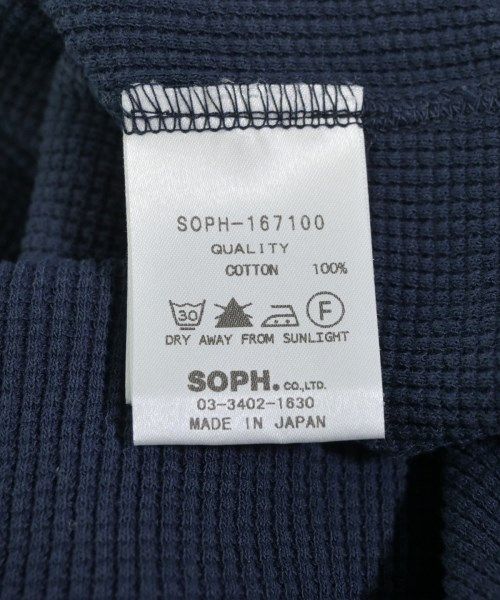 SOPH-167100
QUALITY
COTTON 100%
30 F
DRY AWAY FROM SUNLIGHT
SOPH. CO.,LTD.
03-3402-1630
MADE IN JAPAN